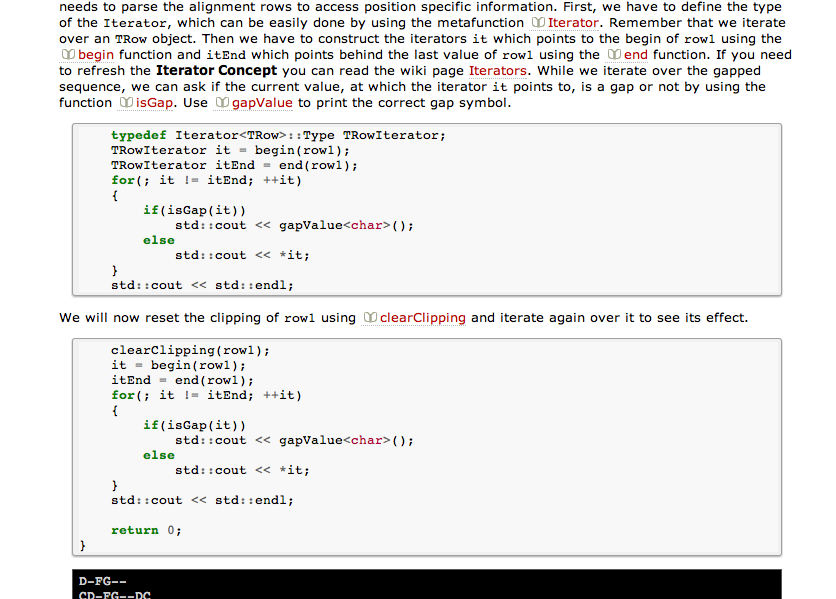 needs to parse the alignment rows to access position specific information. First, we have to define the type
of the Iterator, which can be easily done by using the metafunction Iterator. Remember that we iterate
over an TRow object. Then we have to construct the iterators it which points to the begin of row1 using the
begin function and itEnd which points behind the last value of row1 using the end function. If you need
to refresh the Iterator Concept you can read the wiki page Iterators. While we iterate over the gapped
sequence, we can ask if the current value, at which the iterator it points to, is a gap or not by using the
function isGap. Use gapValue to print the correct gap symbol.
typedef Iterator<TRow>::Type TRowIterator;
TRowIterator it = begin(row1);
TRowIterator itEnd = end(row1);
for(; it != itEnd; ++it)
{
if(isGap(it))
std::cout << gapValue<char>();
else
std::cout << *it;
}
std::cout << std::endl;
We will now reset the clipping of row1 using clearClipping and iterate again over it to see its effect.
clearClipping(row1);
it = begin(row1);
itEnd = end(row1);
for(; it != itEnd; ++it)
{
if(isGap(it))
std::cout << gapValue<char>();
else
std::cout << *it;
}
std::cout << std::endl;
return 0;
}
D-FG--
CD-FG--DC